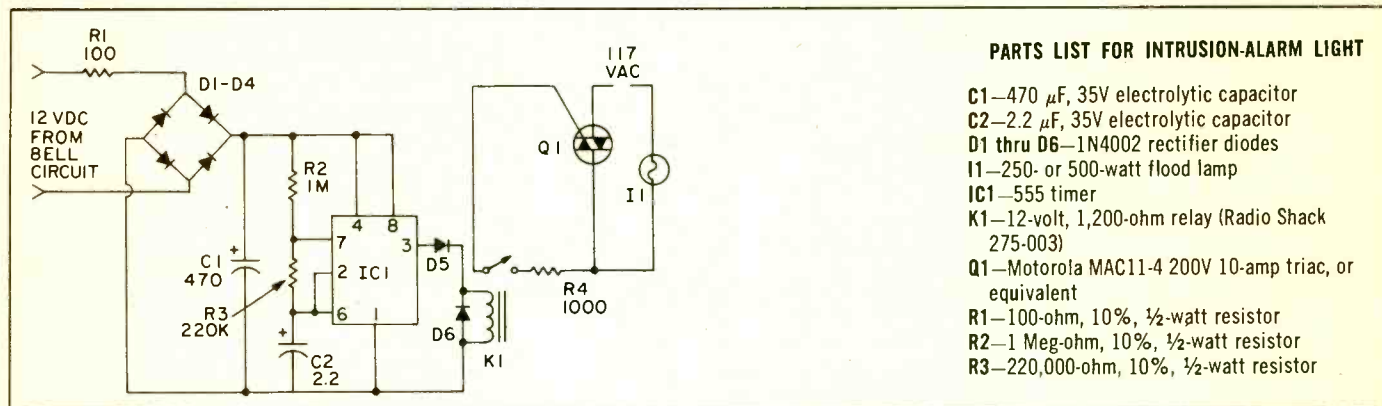 R1
100
D1-D4
12 VDC
FROM
BELL
CIRCUIT
C1
+
470
R2
1M
R3
220K
+
C2
2.2
4
8
7
2
6
3
1
IC1
D5
D6
K1
117
VAC
Q1
I1
R4
1000
PARTS LIST FOR INTRUSION-ALARM LIGHT
C1—470 μF, 35V electrolytic capacitor
C2—2.2 μF, 35V electrolytic capacitor
D1 thru D6—1N4002 rectifier diodes
I1—250- or 500-watt flood lamp
IC1—555 timer
K1—12-volt, 1,200-ohm relay (Radio Shack
275-003)
Q1—Motorola MAC11-4 200V 10-amp triac, or
equivalent
R1—100-ohm, 10%, ½-watt resistor
R2—1 Meg-ohm, 10%, ½-watt resistor
R3—220,000-ohm, 10%, ½-watt resistor